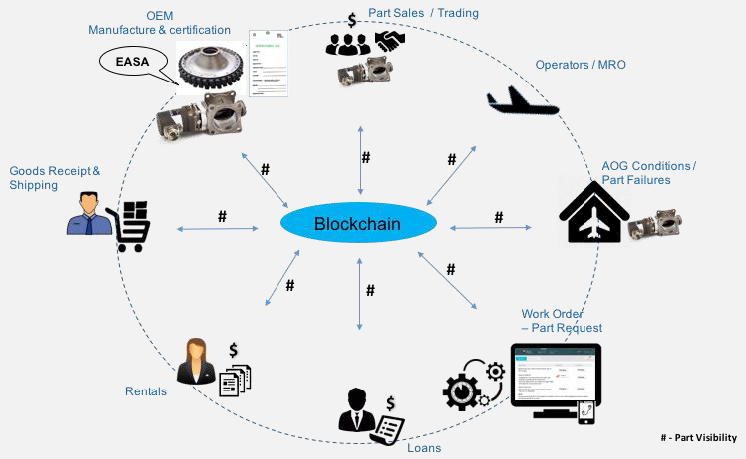 OEM
Manufacture & certification
EASA
Part Sales / Trading
$
Operators / MRO
Goods Receipt &
Shipping
AOG Conditions /
Part Failures
#
#
#
#
Blockchain
#
#
#
#
Work Order
– Part Request
$
Rentals
$
Loans
# - Part Visibility